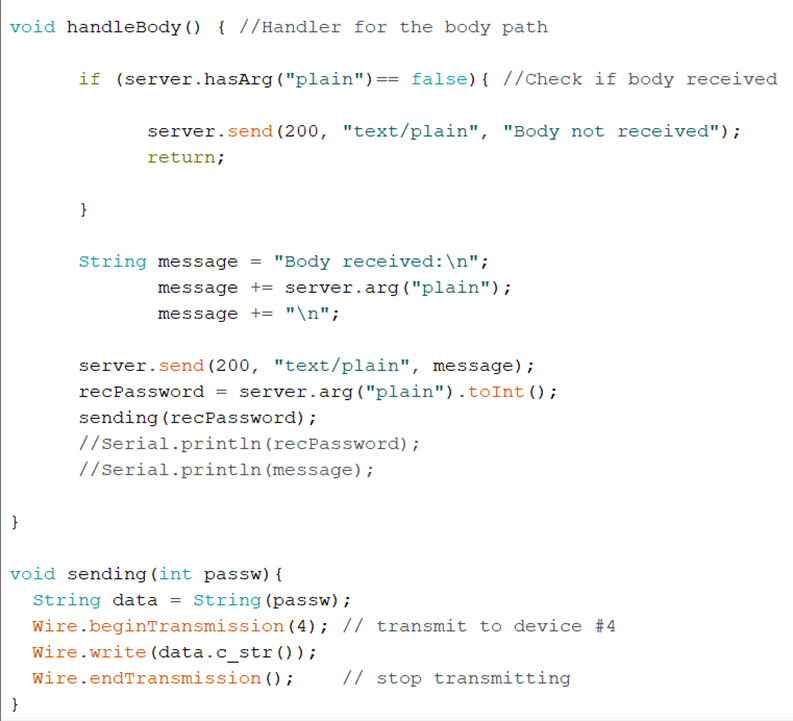 void handleBody() { //Handler for the body path
if (server.hasArg("plain")== false){ //Check if body received
server.send(200, "text/plain", "Body not received");
return;
}
String message = "Body received:\n";
message += server.arg("plain");
message += "\n";
server.send(200, "text/plain", message);
recPassword = server.arg("plain").toInt();
sending(recPassword);
//Serial.println(recPassword);
//Serial.println(message);
}
void sending(int passw){
String data = String(passw);
Wire.beginTransmission(4); // transmit to device #4
Wire.write(data.c_str());
Wire.endTransmission(); // stop transmitting
}